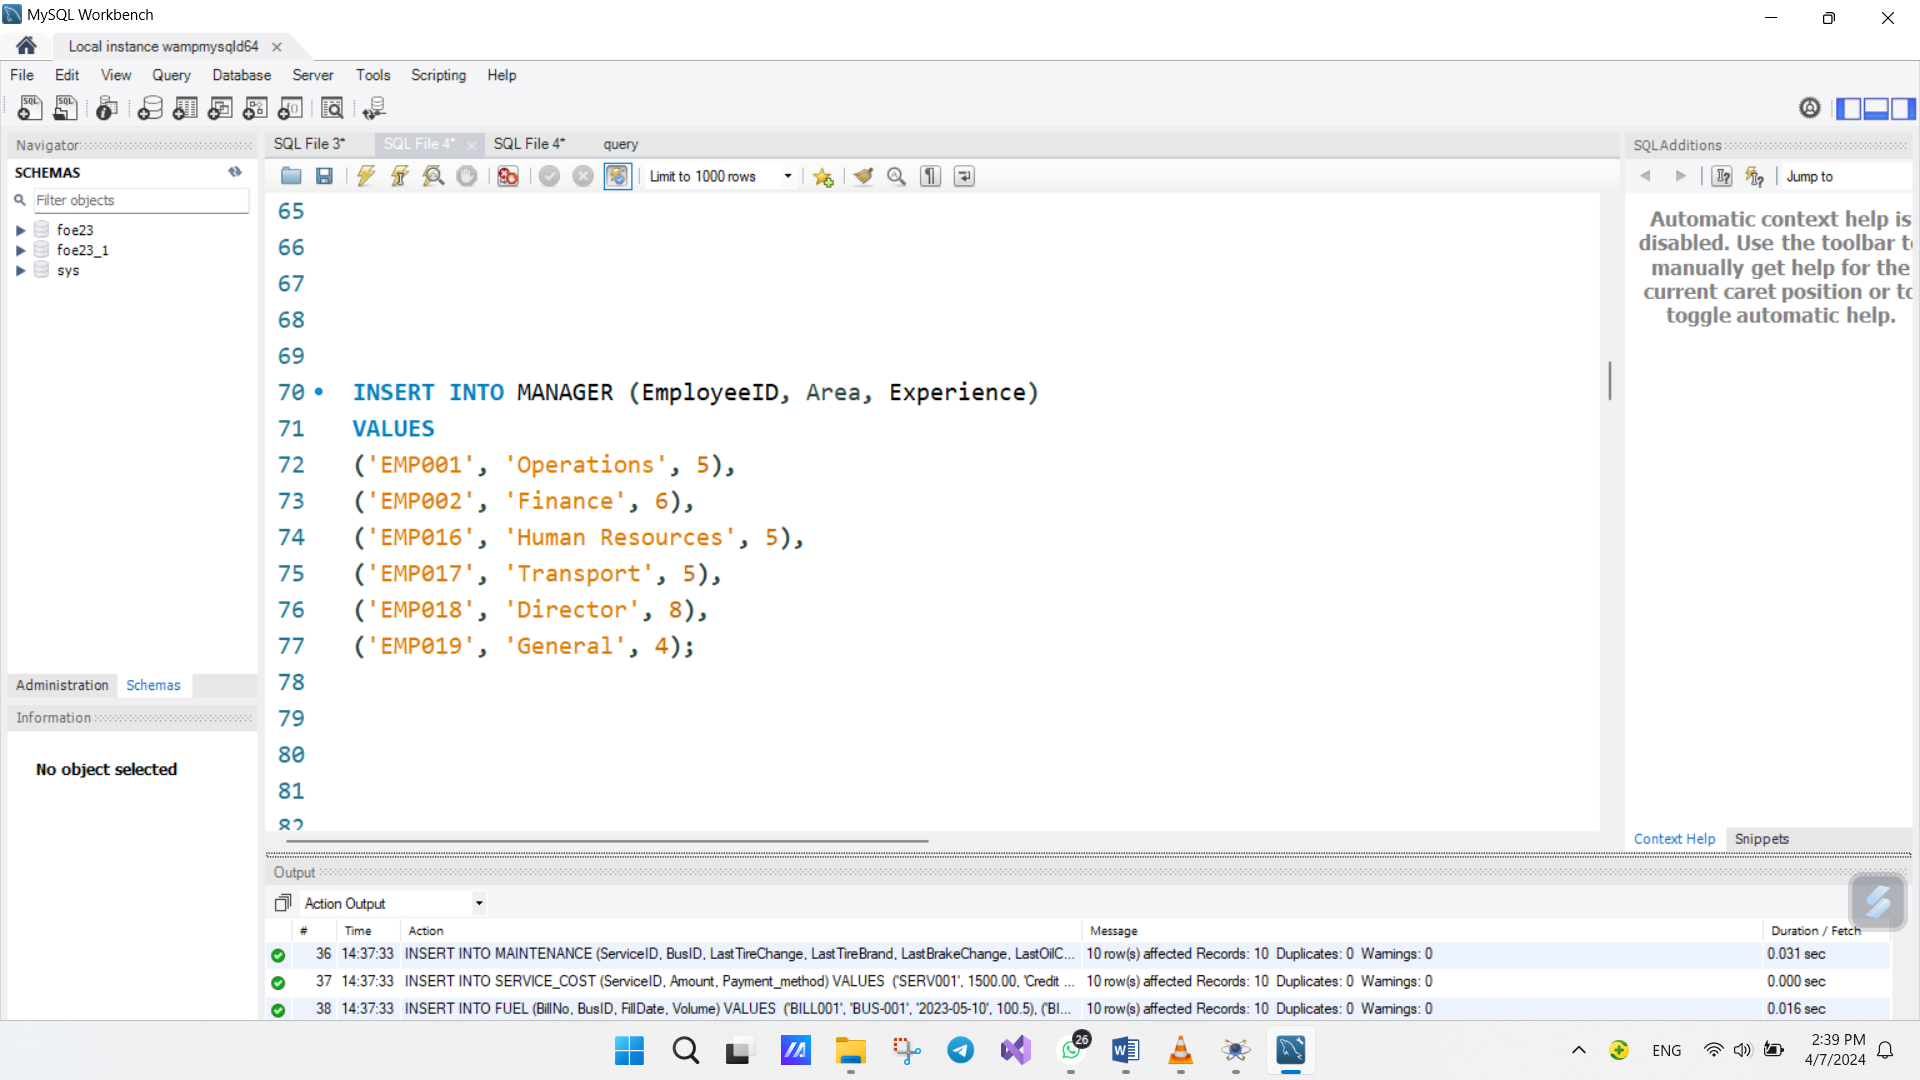 MySQL Workbench
Local instance wampmysqld64
File Edit View Query Database Server Tools Scripting Help
Navigator
SCHEMAS
Filter objects
foe23
foe23_1
sys
Administration Schemas
Information
No object selected
SQL File 3* SQL File 4* SQL File 4* query
Limit to 1000 rows
65
66
67
68
69
70 INSERT INTO MANAGER (EmployeeID, Area, Experience)
71 VALUES
72 ('EMP001', 'Operations', 5),
73 ('EMP002', 'Finance', 6),
74 ('EMP016', 'Human Resources', 5),
75 ('EMP017', 'Transport', 5),
76 ('EMP018', 'Director', 8),
77 ('EMP019', 'General', 4);
78
79
80
81
82
SQLAdditions
Jump to
Automatic context help is
disabled. Use the toolbar to
manually get help for the
current caret position or to
toggle automatic help.
Context Help Snippets
Output
Action Output
# Time Action Message Duration / Fetch
36 14:37:33 INSERT INTO MAINTENANCE (ServiceID, BusID, LastTireChange, LastTireBrand, LastBrakeChange, LastOilC... 10 row(s) affected Records: 10 Duplicates: 0 Warnings: 0 0.031 sec
37 14:37:33 INSERT INTO SERVICE_COST (ServiceID, Amount, Payment_method) VALUES ('SERV001', 1500.00, 'Credit ... 10 row(s) affected Records: 10 Duplicates: 0 Warnings: 0 0.000 sec
38 14:37:33 INSERT INTO FUEL (BillNo, BusID, FillDate, Volume) VALUES ('BILL001', 'BUS-001', '2023-05-10', 100.5), ('BI... 10 row(s) affected Records: 10 Duplicates: 0 Warnings: 0 0.016 sec
26
ENG
2:39 PM
4/7/2024